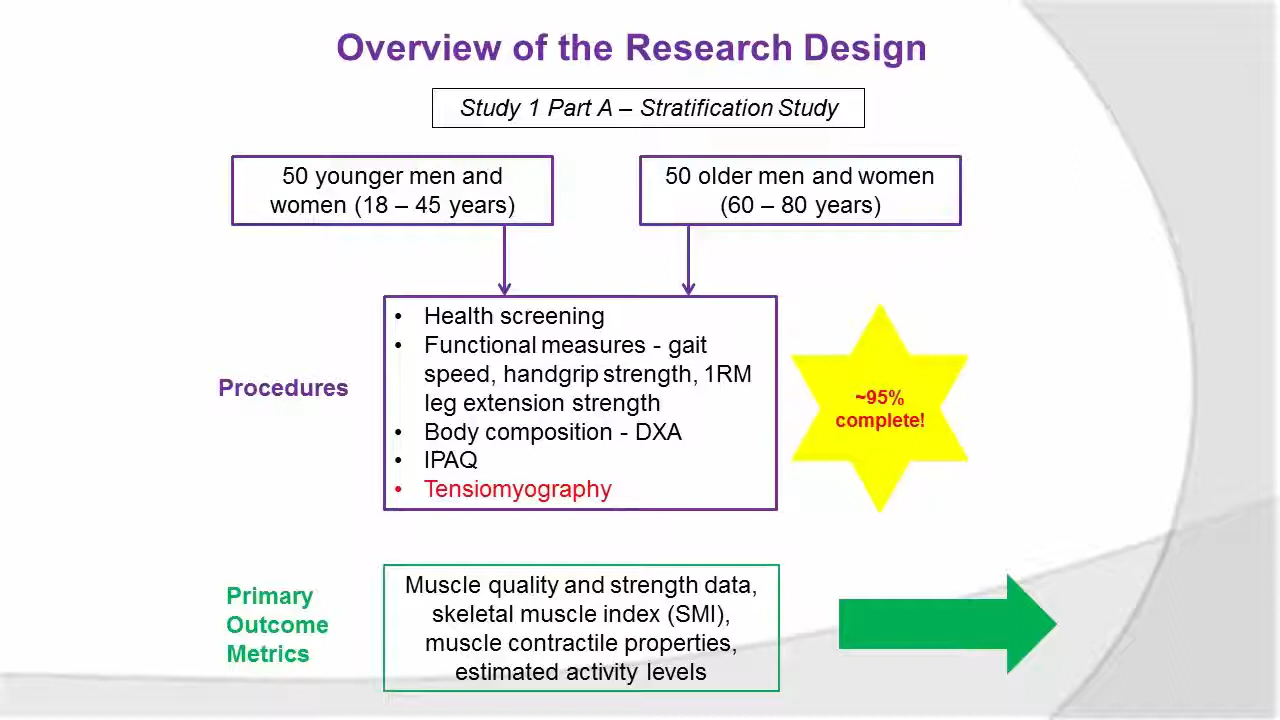 Overview of the Research Design
Study 1 Part A – Stratification Study
50 younger men and
women (18 – 45 years)
50 older men and women
(60 – 80 years)
Procedures
• Health screening
• Functional measures - gait
speed, handgrip strength, 1RM
leg extension strength
• Body composition - DXA
• IPAQ
• Tensiomyography
~95%
complete!
Primary
Outcome
Metrics
Muscle quality and strength data,
skeletal muscle index (SMI),
muscle contractile properties,
estimated activity levels